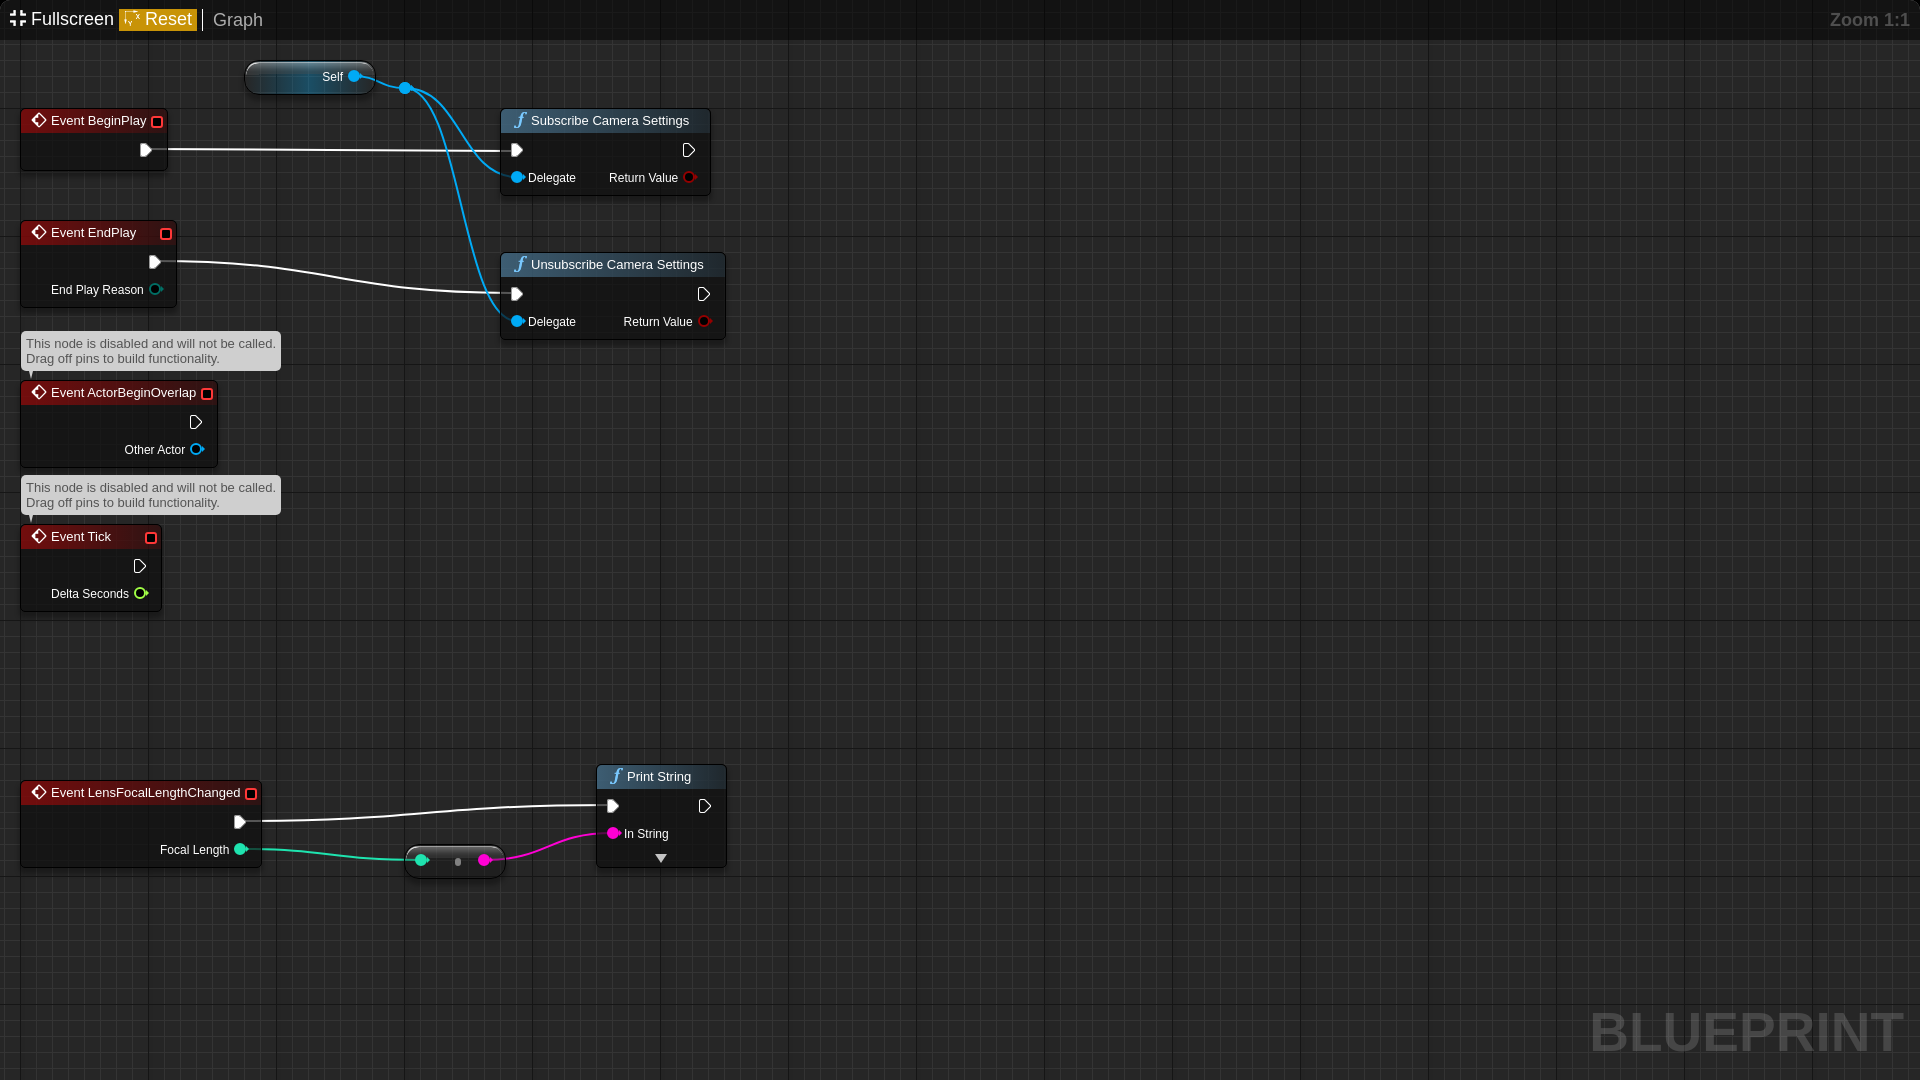 Fullscreen Reset Graph
Zoom 1:1
Self
Event BeginPlay
Subscribe Camera Settings
Delegate Return Value
Event EndPlay
End Play Reason
Unsubscribe Camera Settings
Delegate Return Value
This node is disabled and will not be called.
Drag off pins to build functionality.
Event ActorBeginOverlap
Other Actor
This node is disabled and will not be called.
Drag off pins to build functionality.
Event Tick
Delta Seconds
Event LensFocalLengthChanged
Focal Length
Print String
In String
BLUEPRINT